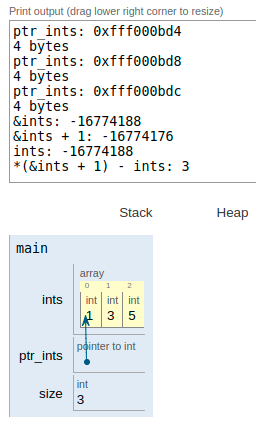 Print output (drag lower right corner to resize)
ptr_ints: 0xfff000bd4
4 bytes
ptr_ints: 0xfff000bd8
4 bytes
ptr_ints: 0xfff000bdc
4 bytes
&ints: -16774188
&ints + 1: -16774176
ints: -16774188
*(&ints + 1) - ints: 3
Stack Heap
main
array
0 1 2
ints
int int int
1 3 5
pointer to int
ptr_ints
int
size
3